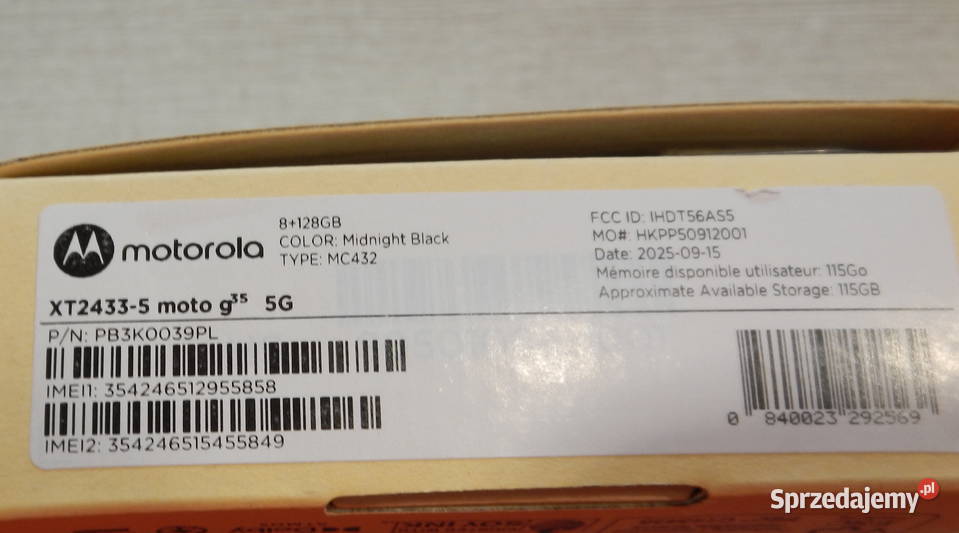 motorola
8+128GB
COLOR: Midnight Black
TYPE: MC432
FCC ID: IHDT56AS5
MO#: HKPP50912001
Date: 2025-09-15
Mémoire disponible utilisateur: 115Go
Approximate Available Storage: 115GB
XT2433-5 moto g35 5G
P/N: PB3K0039PL
IMEI1: 354246512955858
IMEI2: 354246515455849
0 840023 292569
Sprzedajemy.pl